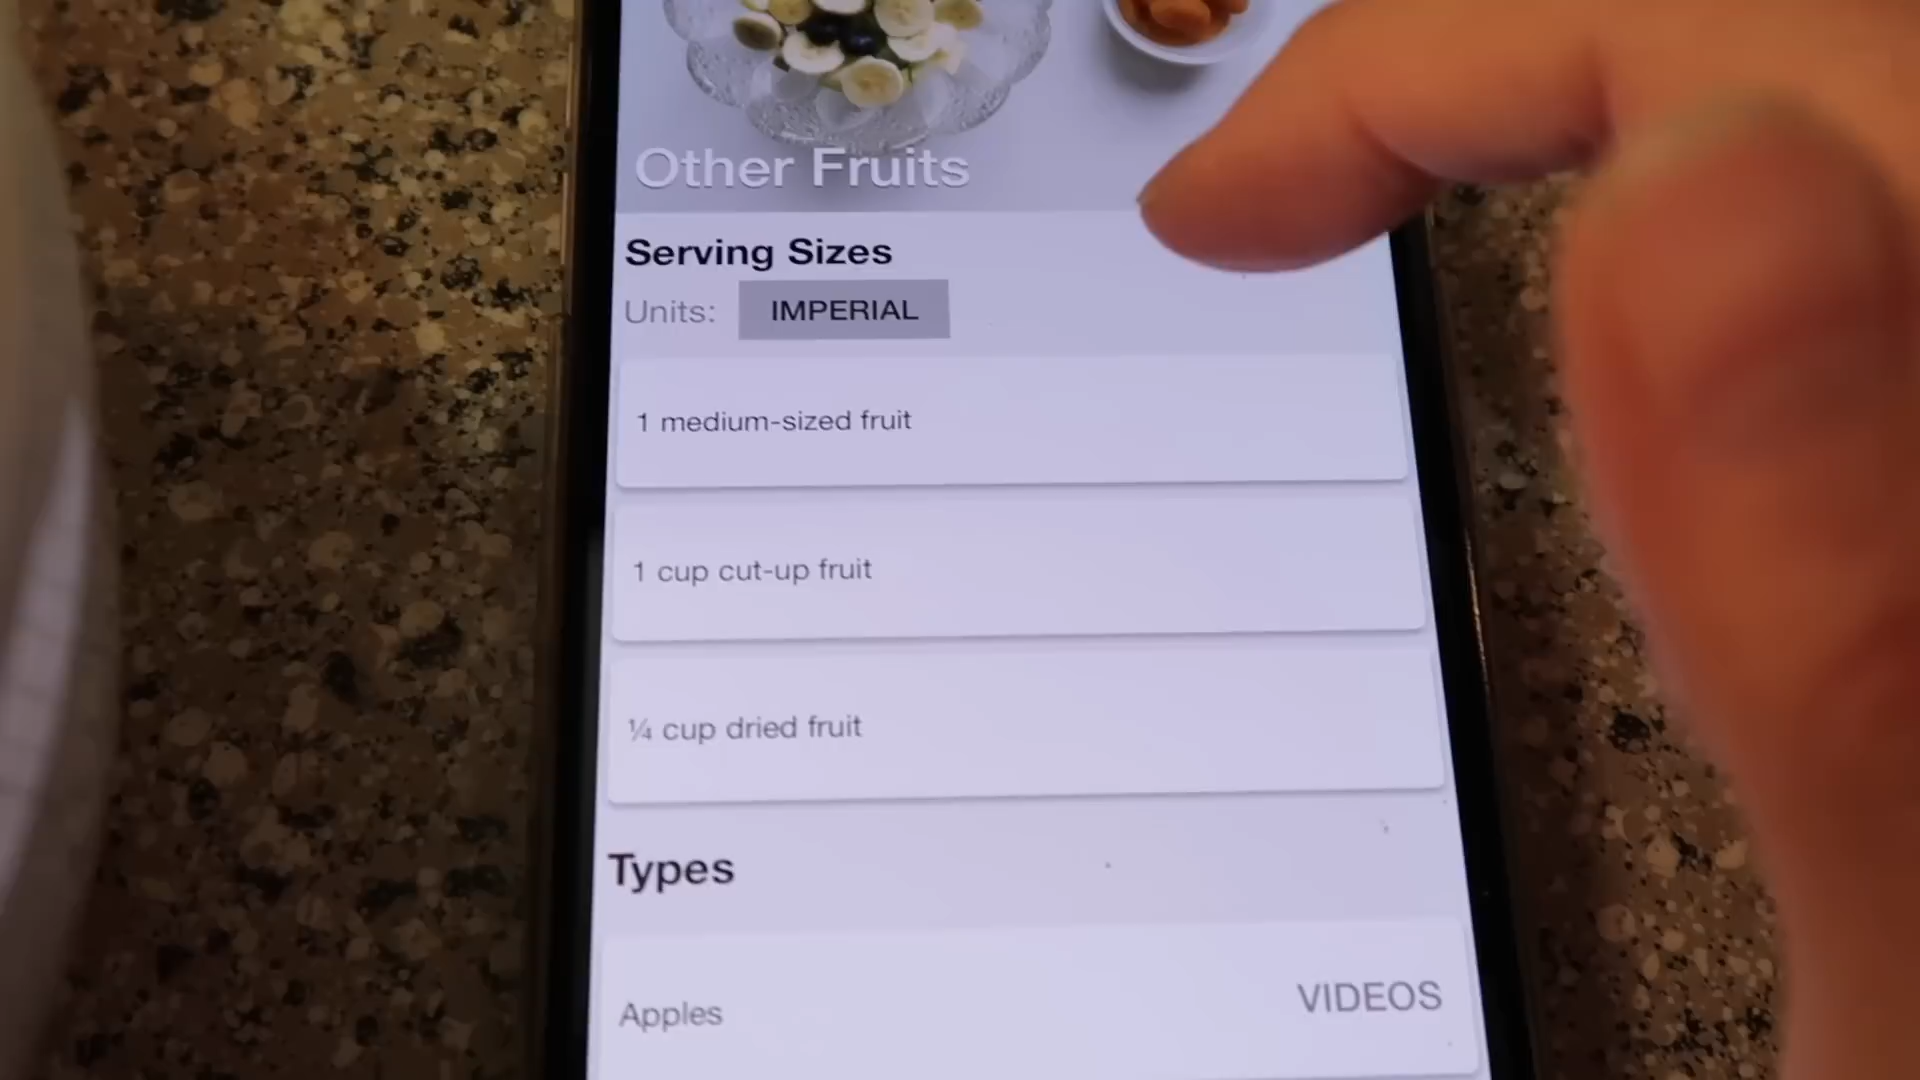 Other Fruits
Serving Sizes
Units: IMPERIAL
1 medium-sized fruit
1 cup cut-up fruit
¼ cup dried fruit
Types
Apples VIDEOS